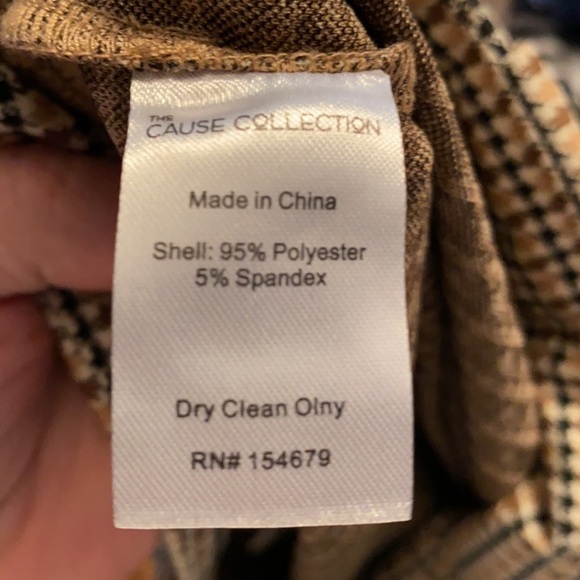 THE
CAUSE COLLECTION
Made in China
Shell: 95% Polyester
5% Spandex
Dry Clean Olny
RN# 154679